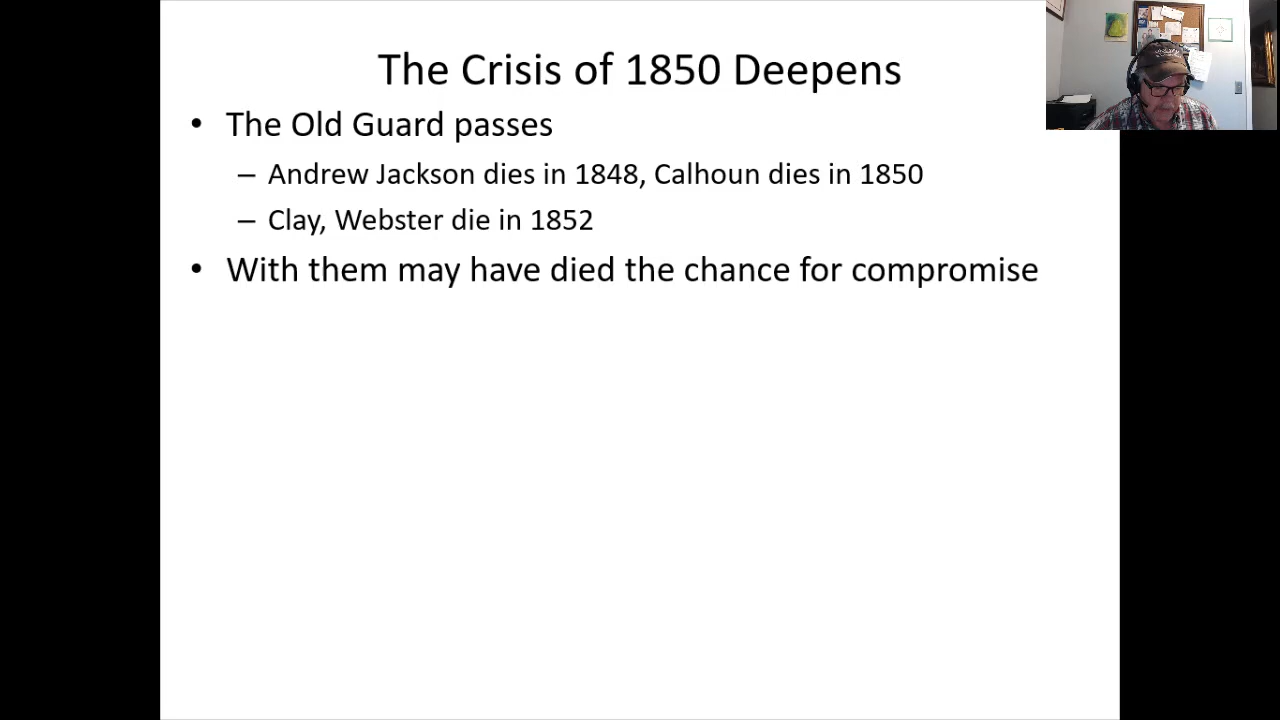 The Crisis of 1850 Deepens
• The Old Guard passes
– Andrew Jackson dies in 1848, Calhoun dies in 1850
– Clay, Webster die in 1852
• With them may have died the chance for compromise